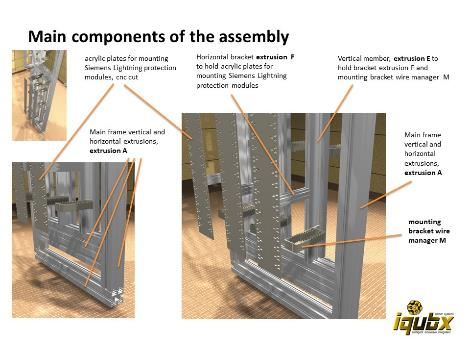 Main components of the assembly
acrylic plates for mounting
Siemens Lightning protection
modules, cnc cut
Horizontal bracket extrusion F
to hold acrylic plates for
mounting Siemens Lightning
protection modules
Vertical member, extrusion E to
hold bracket extrusion F and
mounting bracket wire manager M
Main frame vertical and
horizontal extrusions,
extrusion A
Main frame
vertical and
horizontal
extrusions,
extrusion A
mounting
bracket wire
manager M
iqubx